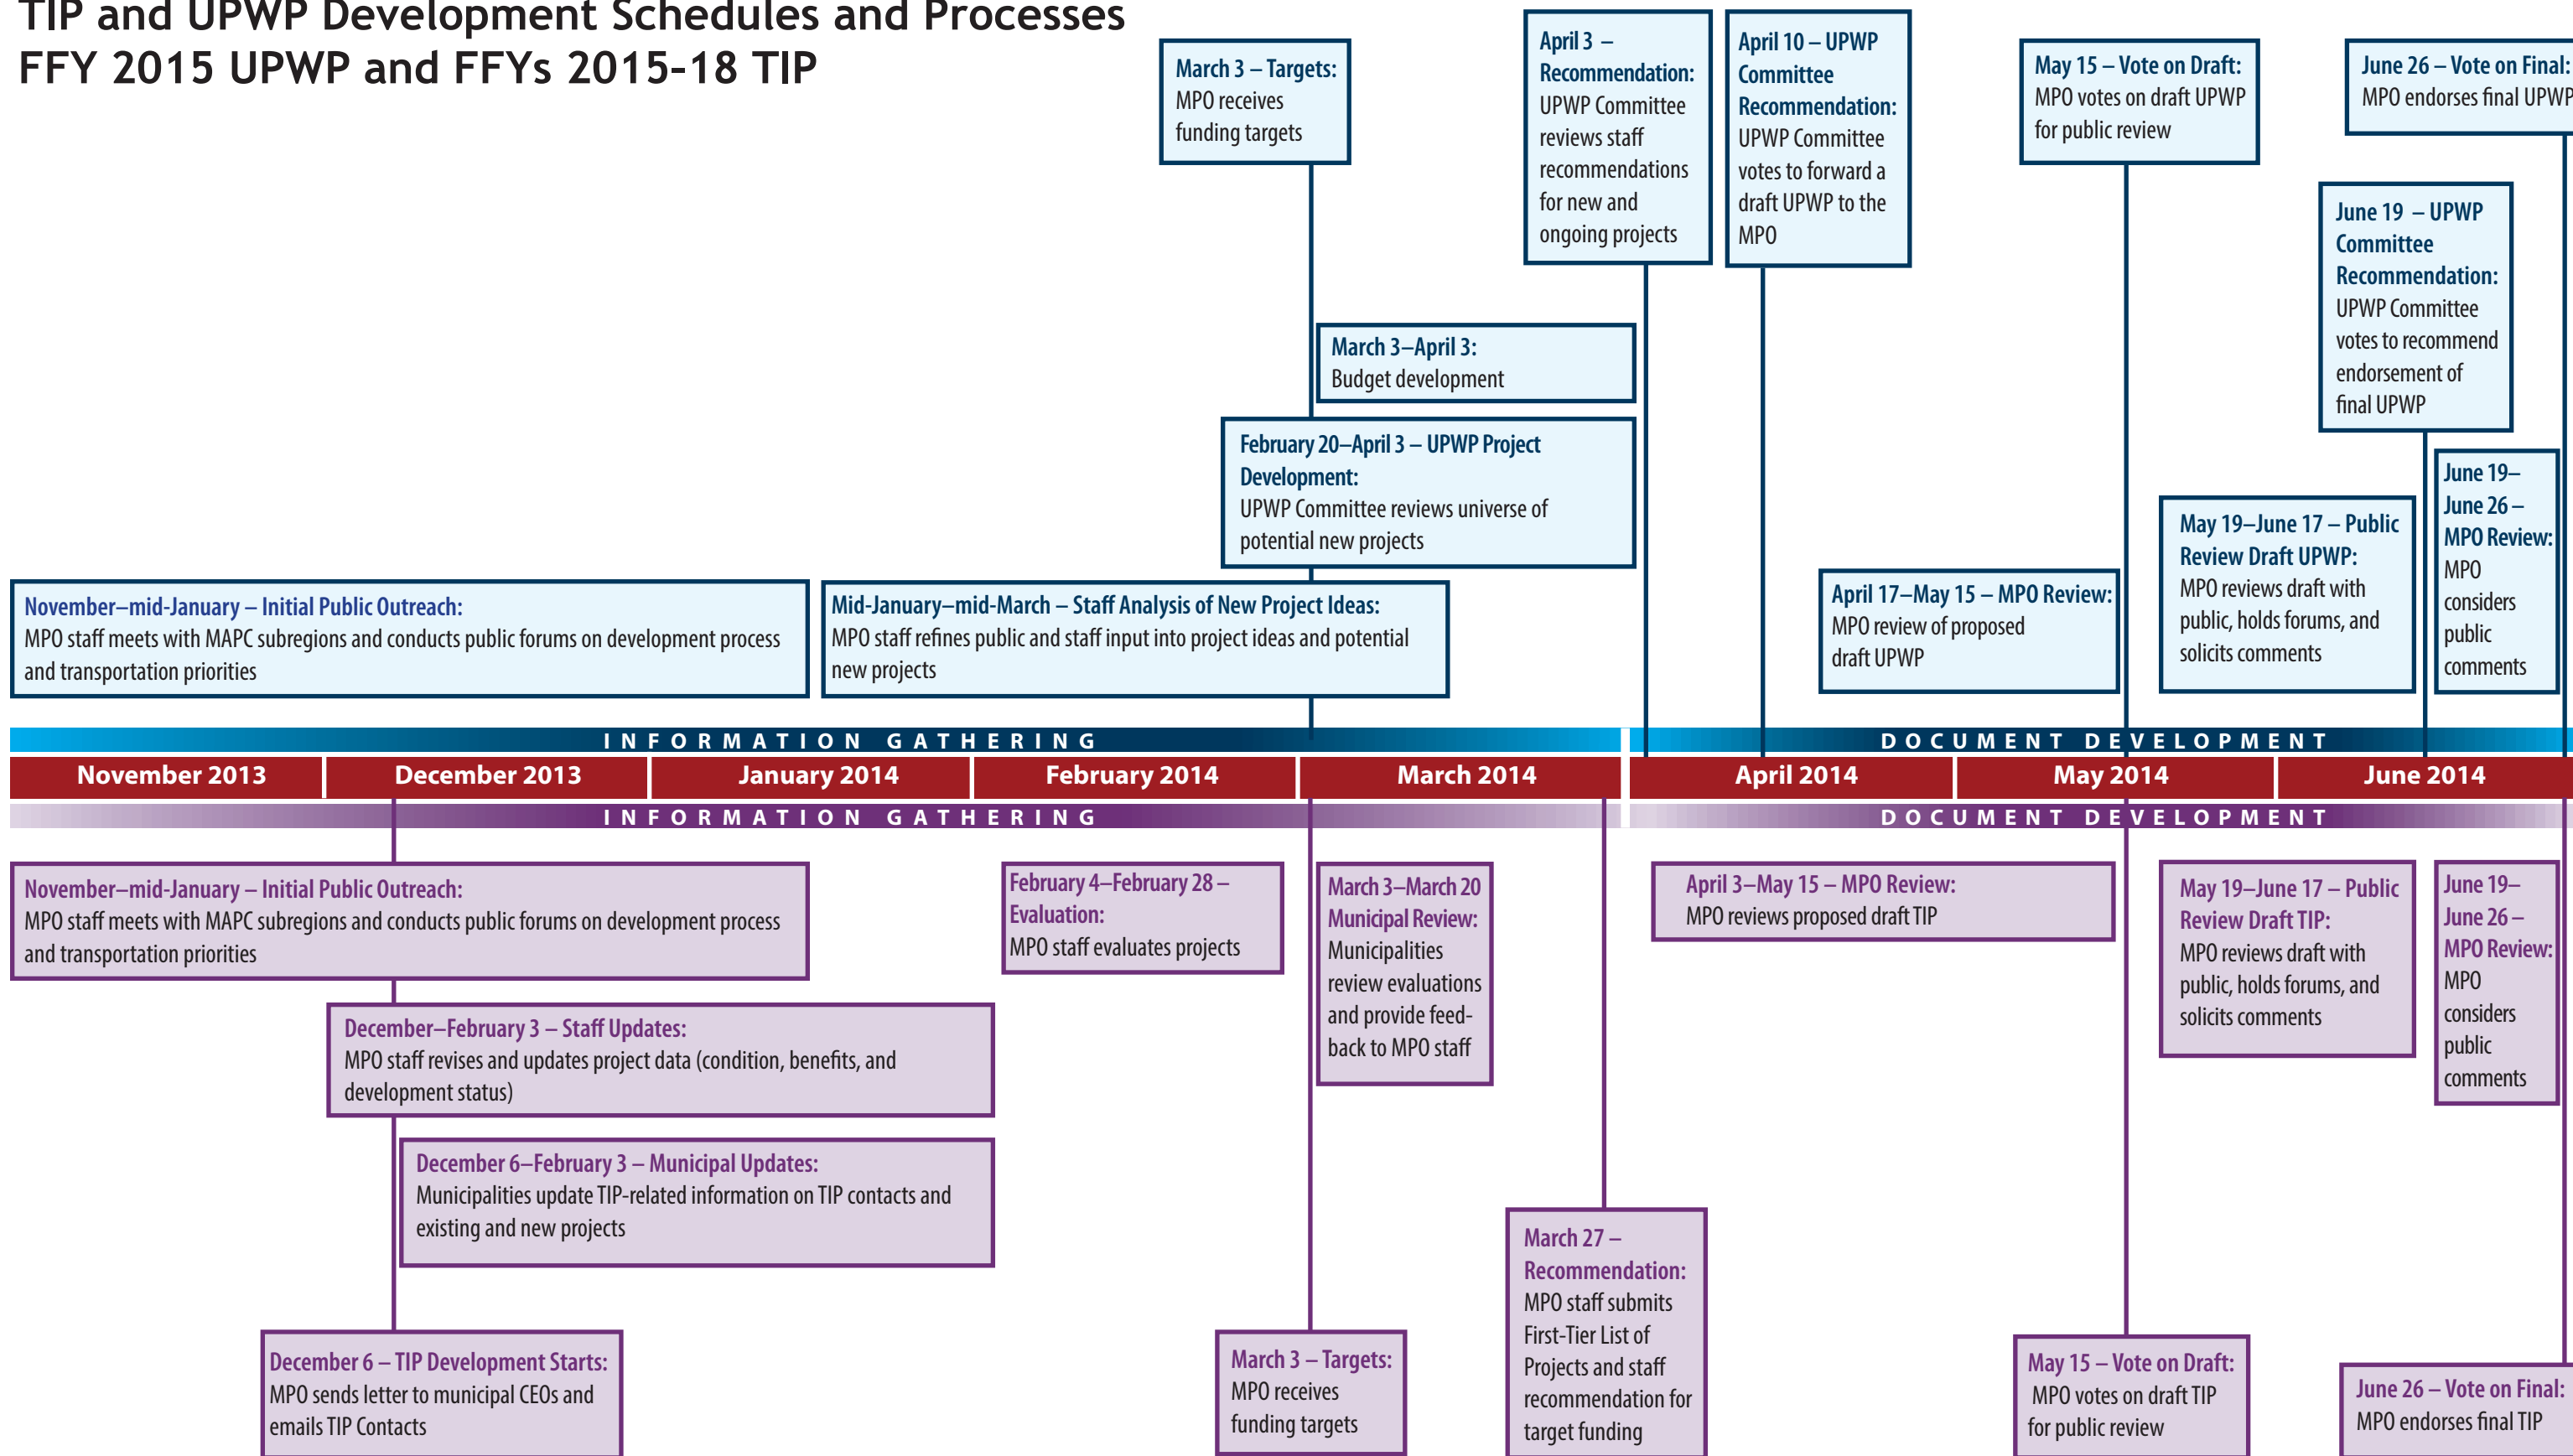 TIP and UPWP Development Schedules and Processes
FFY 2015 UPWP and FFYs 2015-18 TIP
March 3 – Targets:
MPO receives
funding targets
April 3 –
Recommendation:
UPWP Committee
reviews staff
recommendations
for new and
ongoing projects
April 10 – UPWP
Committee
Recommendation:
UPWP Committee
votes to forward a
draft UPWP to the
MPO
May 15 – Vote on Draft:
MPO votes on draft UPWP
for public review
June 26 – Vote on Final:
MPO endorses final UPWP
June 19 – UPWP
Committee
Recommendation:
UPWP Committee
votes to recommend
endorsement of
final UPWP
March 3–April 3:
Budget development
February 20–April 3 – UPWP Project
Development:
UPWP Committee reviews universe of
potential new projects
June 19–
June 26 –
MPO Review:
MPO
considers
public
comments
May 19–June 17 – Public
Review Draft UPWP:
MPO reviews draft with
public, holds forums, and
solicits comments
April 17–May 15 – MPO Review:
MPO review of proposed
draft UPWP
November–mid-January – Initial Public Outreach:
MPO staff meets with MAPC subregions and conducts public forums on development process
and transportation priorities
Mid-January–mid-March – Staff Analysis of New Project Ideas:
MPO staff refines public and staff input into project ideas and potential
new projects
INFORMATION GATHERING
DOCUMENT DEVELOPMENT
November 2013
December 2013
January 2014
February 2014
March 2014
April 2014
May 2014
June 2014
INFORMATION GATHERING
DOCUMENT DEVELOPMENT
November–mid-January – Initial Public Outreach:
MPO staff meets with MAPC subregions and conducts public forums on development process
and transportation priorities
February 4–February 28 –
Evaluation:
MPO staff evaluates projects
March 3–March 20
Municipal Review:
Municipalities
review evaluations
and provide feed-
back to MPO staff
April 3–May 15 – MPO Review:
MPO reviews proposed draft TIP
May 19–June 17 – Public
Review Draft TIP:
MPO reviews draft with
public, holds forums, and
solicits comments
June 19–
June 26 –
MPO Review:
MPO
considers
public
comments
December–February 3 – Staff Updates:
MPO staff revises and updates project data (condition, benefits, and
development status)
December 6–February 3 – Municipal Updates:
Municipalities update TIP-related information on TIP contacts and
existing and new projects
March 27 –
Recommendation:
MPO staff submits
First-Tier List of
Projects and staff
recommendation for
target funding
December 6 – TIP Development Starts:
MPO sends letter to municipal CEOs and
emails TIP Contacts
March 3 – Targets:
MPO receives
funding targets
May 15 – Vote on Draft:
MPO votes on draft TIP
for public review
June 26 – Vote on Final:
MPO endorses final TIP